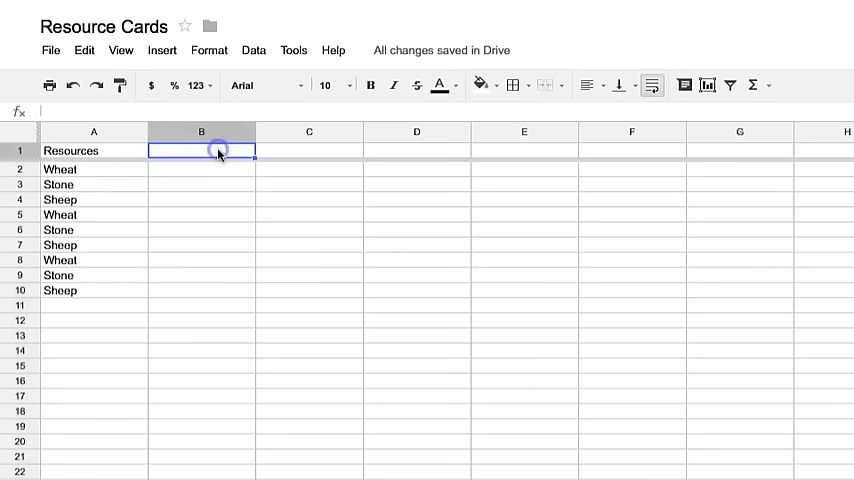 Resource Cards
File Edit View Insert Format Data Tools Help All changes saved in Drive
$ % 123 Arial 10 B I S A Σ
fx
A B C D E F G H
1 Resources
2 Wheat
3 Stone
4 Sheep
5 Wheat
6 Stone
7 Sheep
8 Wheat
9 Stone
10 Sheep
11
12
13
14
15
16
17
18
19
20
21
22